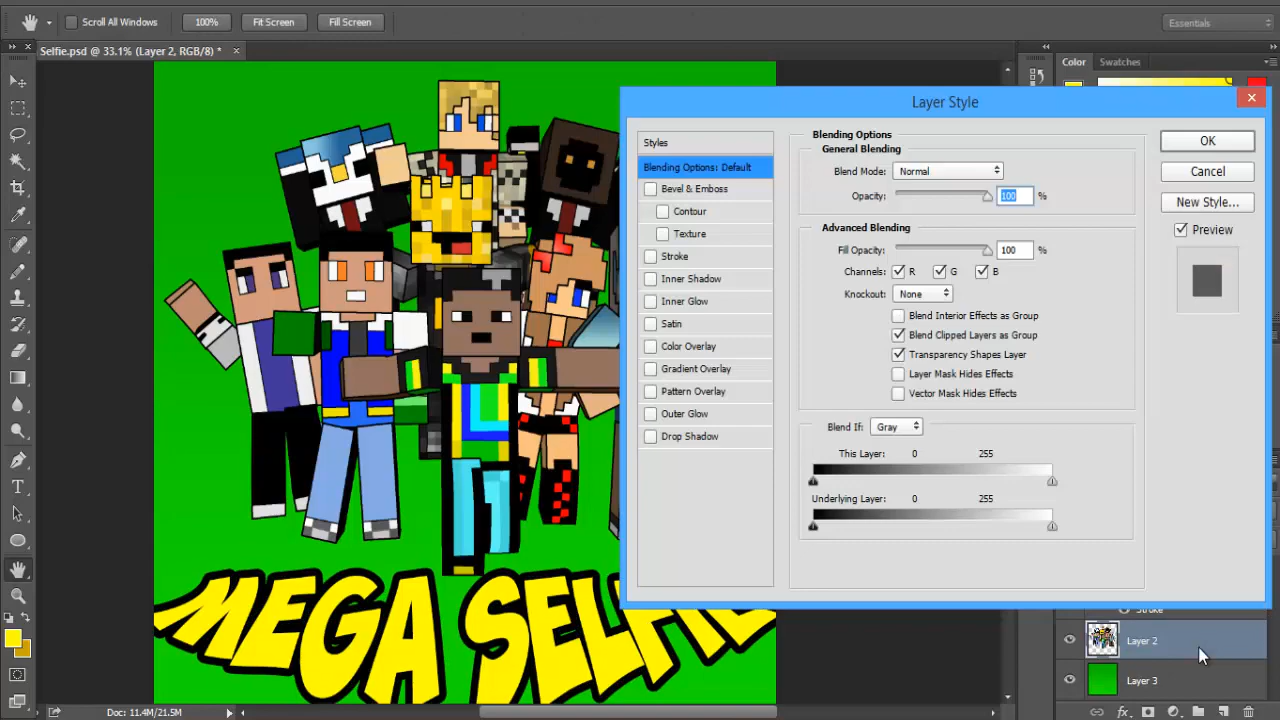 Scroll All Windows 100% Fit Screen Fill Screen Essentials
Selfie.psd @ 33.1% (Layer 2, RGB/8) * ×
Color Swatches
Layer Style
Styles
Blending Options: Default
Bevel & Emboss
Contour
Texture
Stroke
Inner Shadow
Inner Glow
Satin
Color Overlay
Gradient Overlay
Pattern Overlay
Outer Glow
Drop Shadow
Blending Options
General Blending
Blend Mode: Normal
Opacity: 100 %
Advanced Blending
Fill Opacity: 100 %
Channels: R G B
Knockout: None
Blend Interior Effects as Group
Blend Clipped Layers as Group
Transparency Shapes Layer
Layer Mask Hides Effects
Vector Mask Hides Effects
Blend If: Gray
This Layer: 0 255
Underlying Layer: 0 255
OK
Cancel
New Style...
Preview
MEGA SELFIE
Stroke
Layer 2
Layer 3
Doc: 11.4M/21.5M